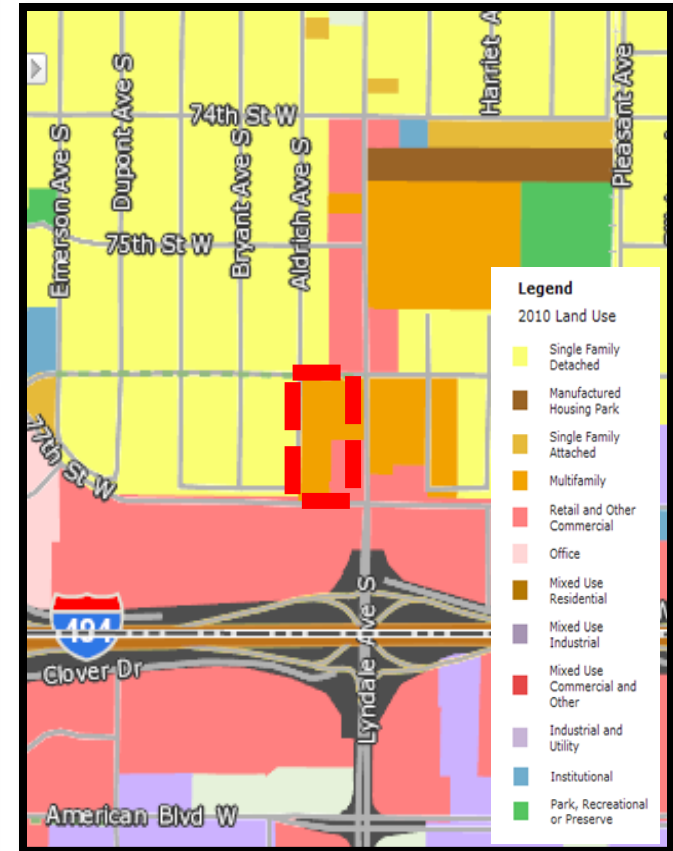 Harriet A
Pleasant Ave
Dupont Ave S
74th St W
Emerson Ave S
Bryant Ave S
Aldrich Ave S
75th St W
77th St W
494
Clover Dr
Lyndale Ave S
American Blvd W
Legend
2010 Land Use
Single Family
Detached
Manufactured
Housing Park
Single Family
Attached
Multifamily
Retail and Other
Commercial
Office
Mixed Use
Residential
Mixed Use
Industrial
Mixed Use
Commercial and
Other
Industrial and
Utility
Institutional
Park, Recreational
or Preserve